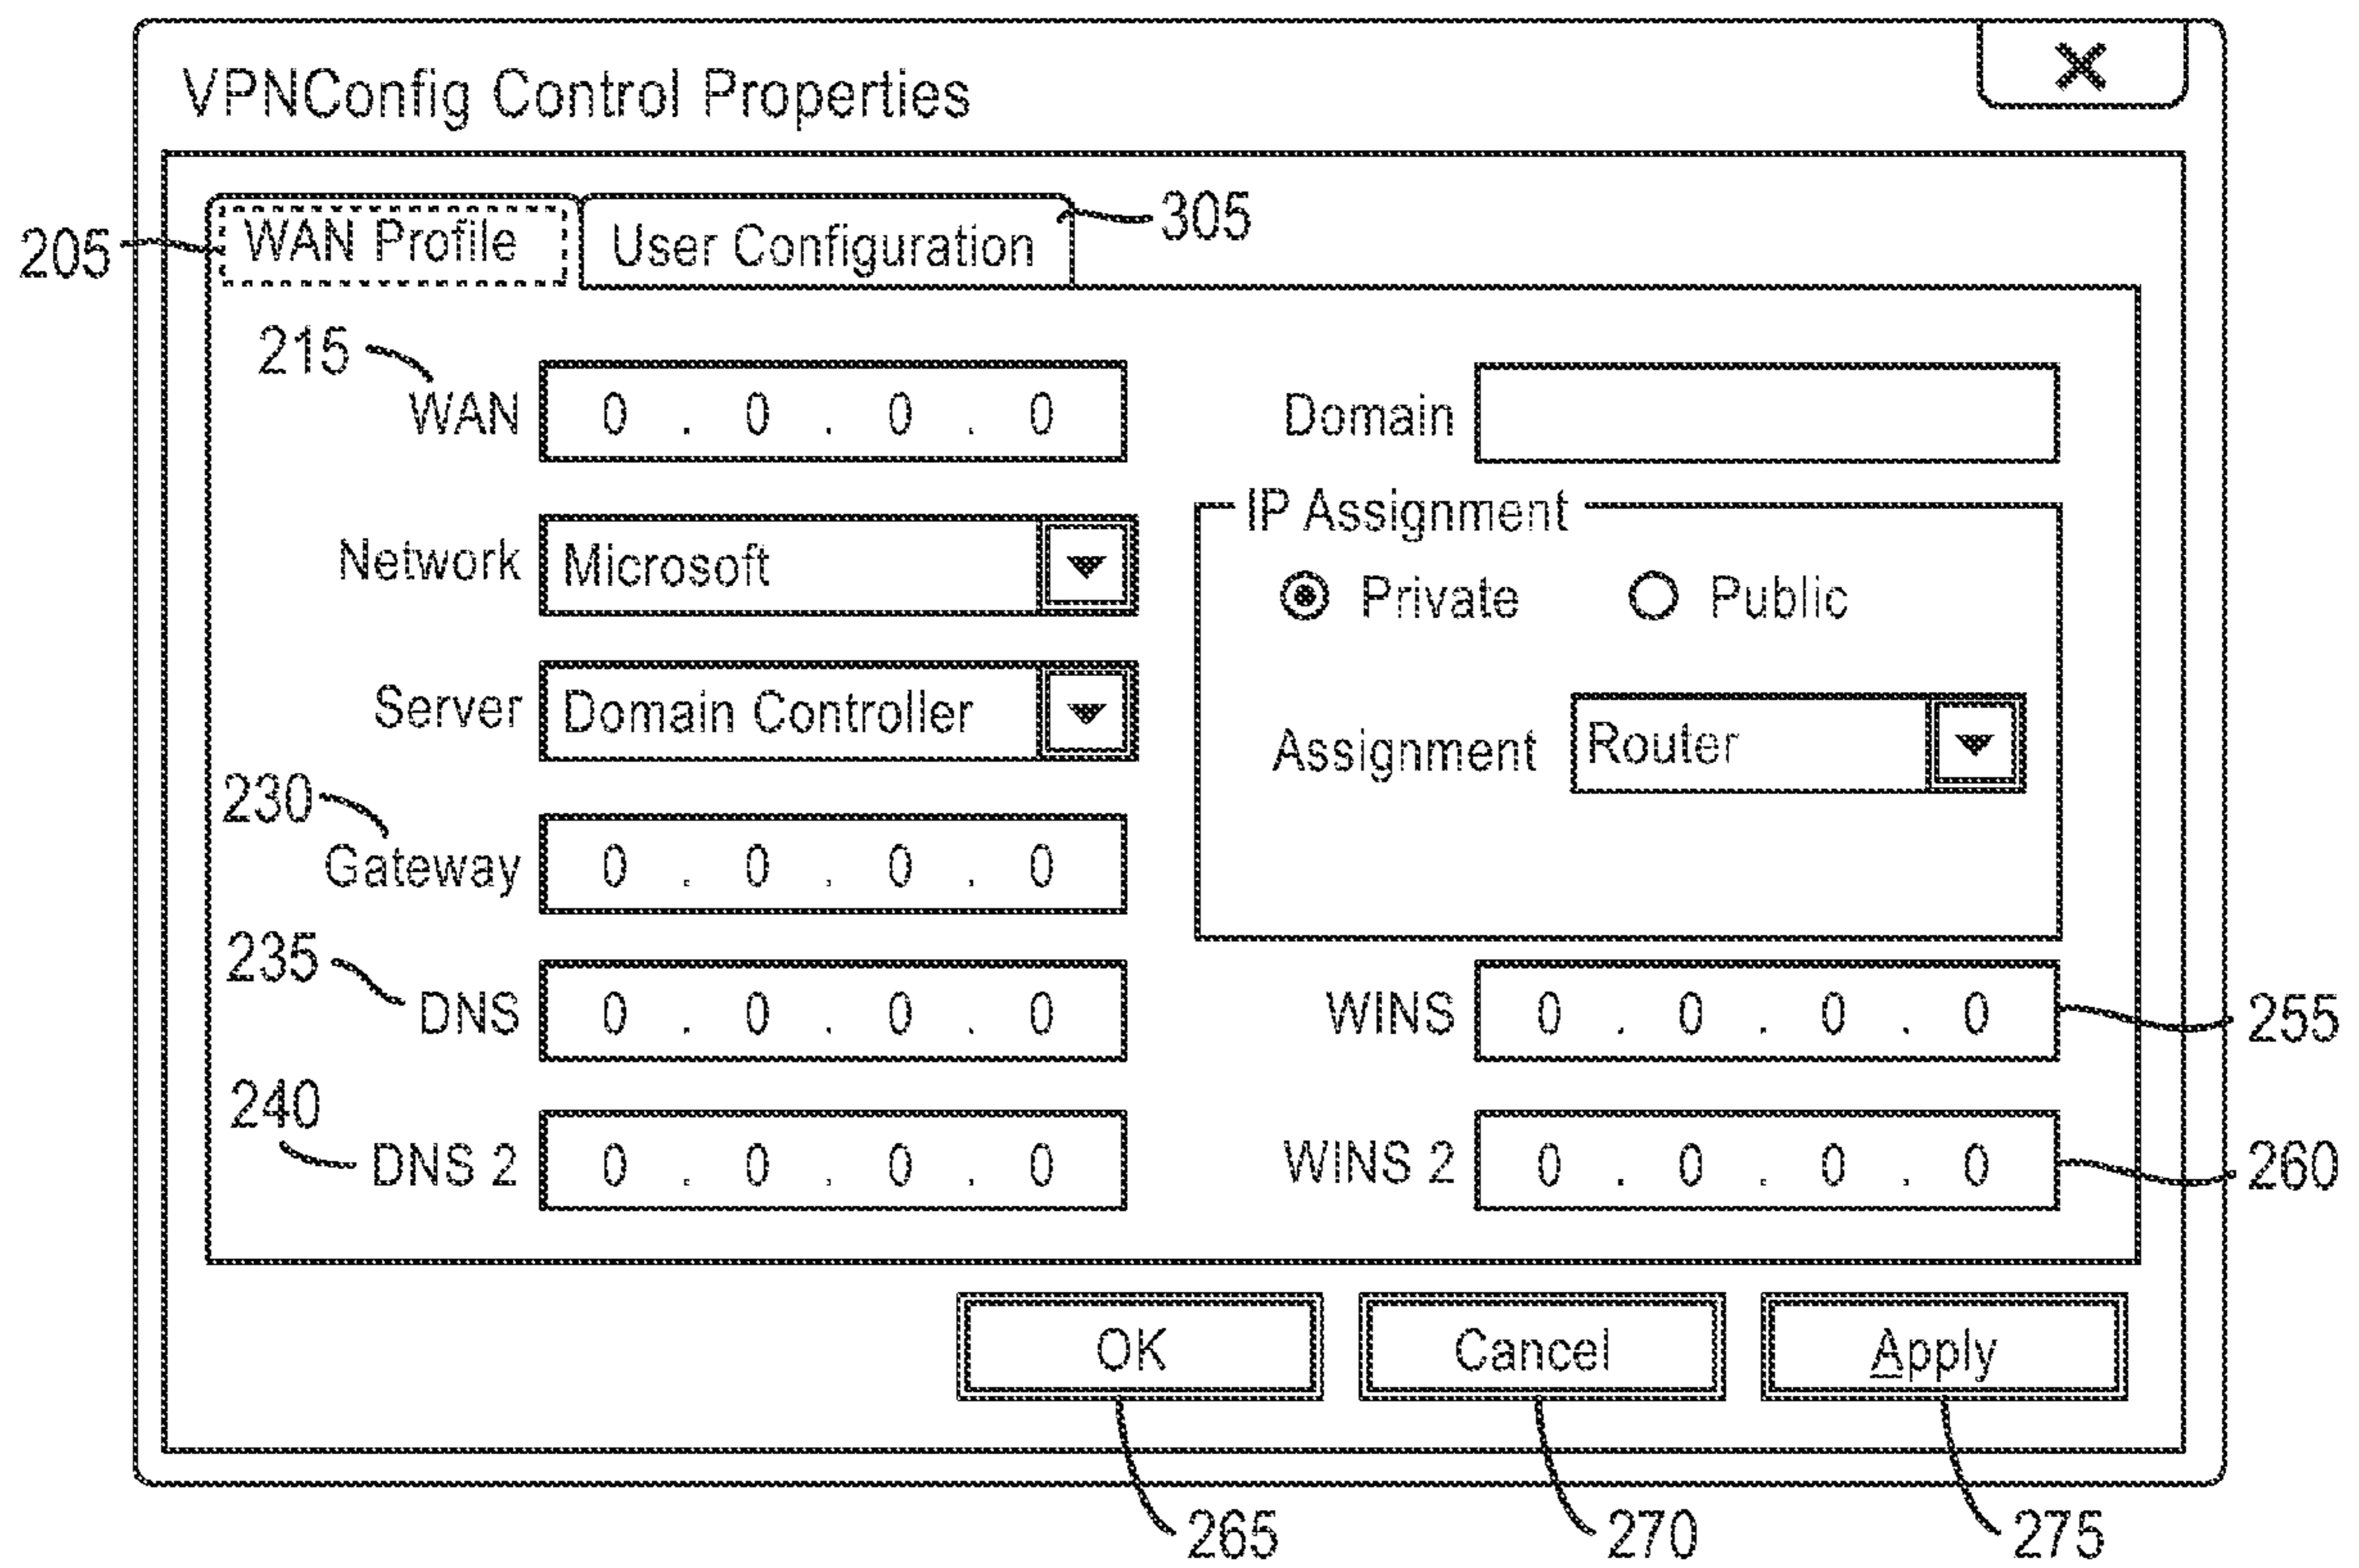 VPNConfig Control Properties
X
205 WAN Profile User Configuration 305
215
WAN 0 . 0 . 0 . 0 Domain
IP Assignment
Network Microsoft Private Public
Server Domain Controller Assignment Router
230
Gateway 0 . 0 . 0 . 0
235
DNS 0 . 0 . 0 . 0 WINS 0 . 0 . 0 . 0 255
240
DNS 2 0 . 0 . 0 . 0 WINS 2 0 . 0 . 0 . 0 260
OK Cancel Apply
265 270 275